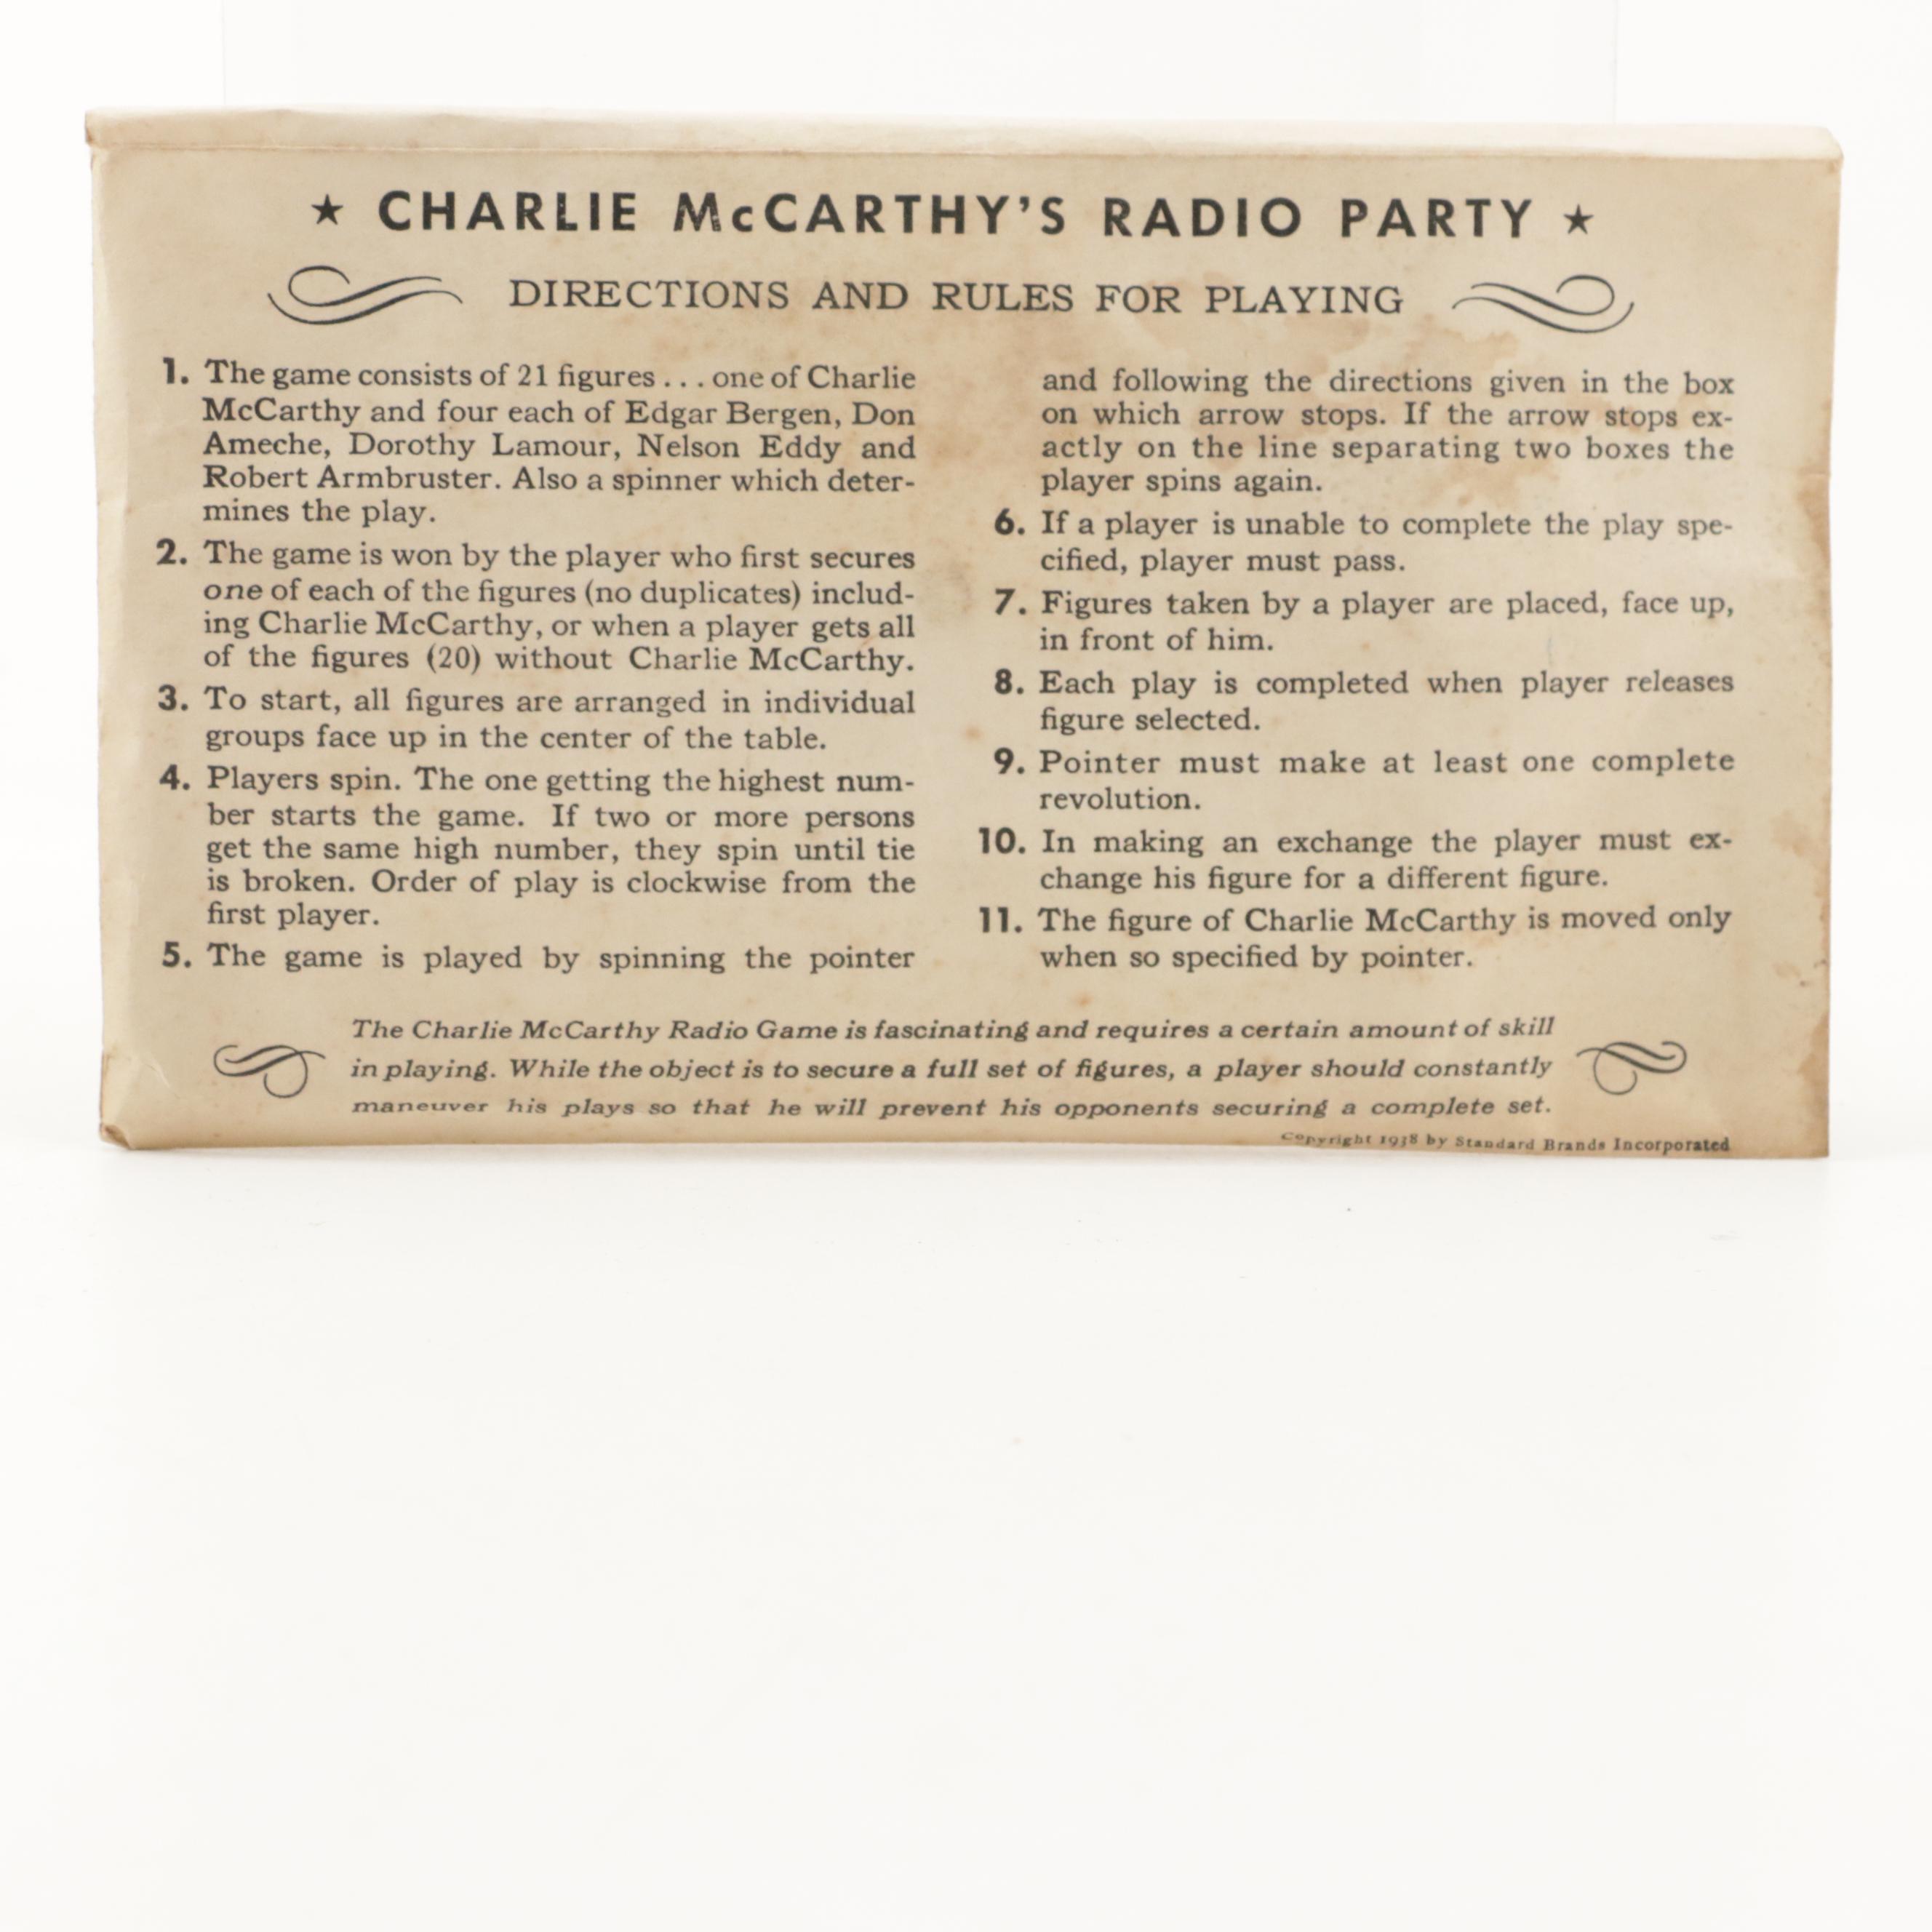 ★ CHARLIE McCARTHY'S RADIO PARTY ★
DIRECTIONS AND RULES FOR PLAYING
1. The game consists of 21 figures . . . one of Charlie
McCarthy and four each of Edgar Bergen, Don
Ameche, Dorothy Lamour, Nelson Eddy and
Robert Armbruster. Also a spinner which deter-
mines the play.
2. The game is won by the player who first secures
one of each of the figures (no duplicates) includ-
ing Charlie McCarthy, or when a player gets all
of the figures (20) without Charlie McCarthy.
3. To start, all figures are arranged in individual
groups face up in the center of the table.
4. Players spin. The one getting the highest num-
ber starts the game. If two or more persons
get the same high number, they spin until tie
is broken. Order of play is clockwise from the
first player.
5. The game is played by spinning the pointer
and following the directions given in the box
on which arrow stops. If the arrow stops ex-
actly on the line separating two boxes the
player spins again.
6. If a player is unable to complete the play spe-
cified, player must pass.
7. Figures taken by a player are placed, face up,
in front of him.
8. Each play is completed when player releases
figure selected.
9. Pointer must make at least one complete
revolution.
10. In making an exchange the player must ex-
change his figure for a different figure.
11. The figure of Charlie McCarthy is moved only
when so specified by pointer.
The Charlie McCarthy Radio Game is fascinating and requires a certain amount of skill
in playing. While the object is to secure a full set of figures, a player should constantly
maneuver his plays so that he will prevent his opponents securing a complete set.
Copyright 1938 by Standard Brands Incorporated